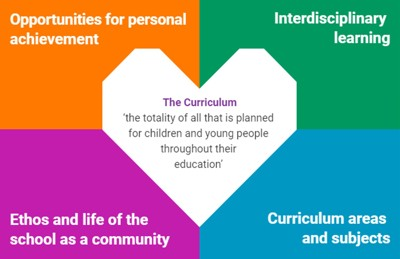 Opportunities for personal
achievement
Interdisciplinary
learning
The Curriculum
‘the totality of all that is planned
for children and young people
throughout their
education’
Ethos and life of the
school as a community
Curriculum areas
and subjects